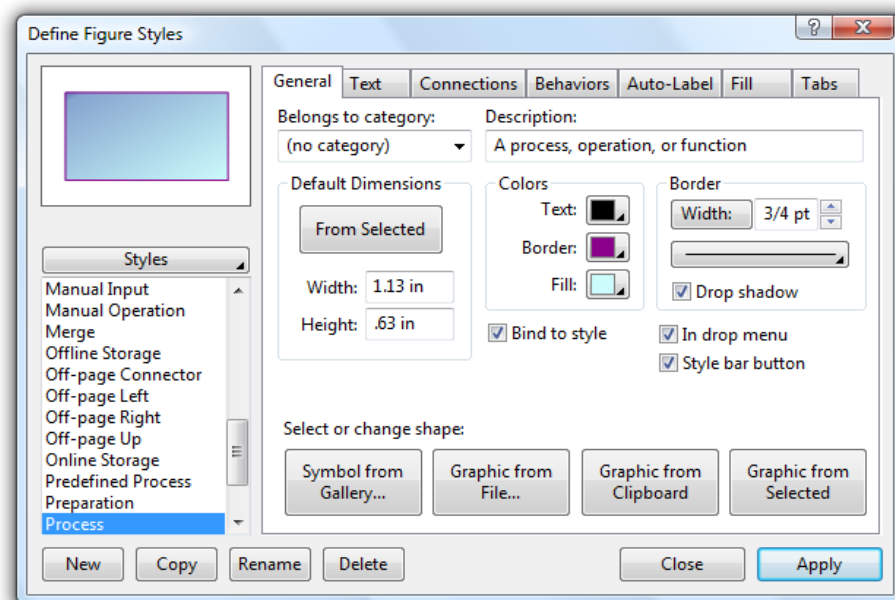 Define Figure Styles
?
General
Text
Connections
Behaviors
Auto-Label
Fill
Tabs
Belongs to category:
(no category)
Description:
A process, operation, or function
Default Dimensions
From Selected
Width:
1.13 in
Height:
.63 in
Colors
Text:
Border:
Fill:
Border
Width:
3/4 pt
Drop shadow
Bind to style
In drop menu
Style bar button
Styles
Manual Input
Manual Operation
Merge
Offline Storage
Off-page Connector
Off-page Left
Off-page Right
Off-page Up
Online Storage
Predefined Process
Preparation
Process
Select or change shape:
Symbol from
Gallery...
Graphic from
File...
Graphic from
Clipboard
Graphic from
Selected
New
Copy
Rename
Delete
Close
Apply